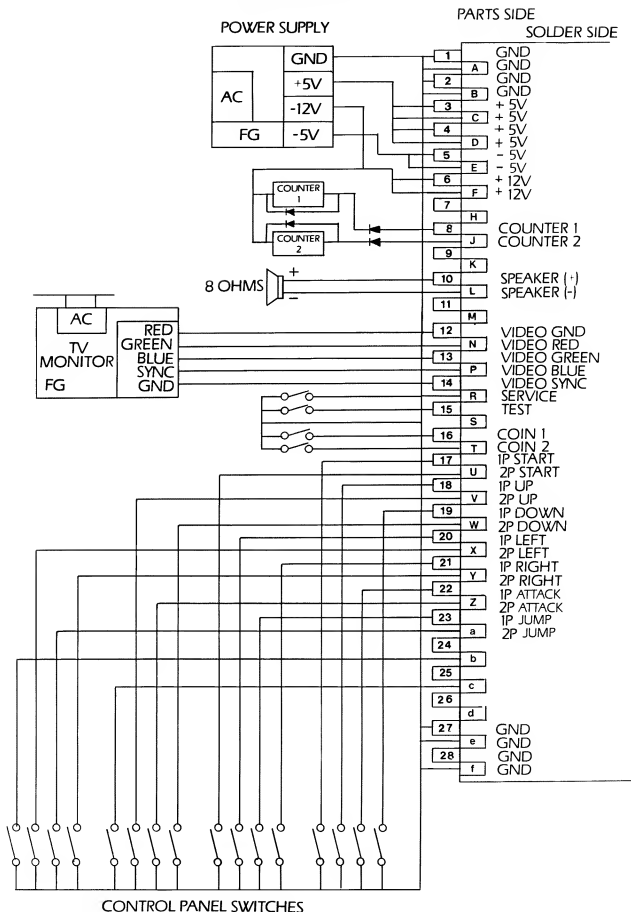 PARTS SIDE
SOLDER SIDE
POWER SUPPLY
GND
+5V
AC
-12V
FG
-5V
1 GND
A GND
2 GND
B GND
3 + 5V
C + 5V
4 + 5V
D + 5V
5 - 5V
E - 5V
6 + 12V
F + 12V
7
H
COUNTER
1
8 COUNTER 1
J COUNTER 2
COUNTER
2
9
K
8 OHMS + −
10 SPEAKER (+)
L SPEAKER (-)
11
M
AC
TV
MONITOR
FG
RED
GREEN
BLUE
SYNC
GND
12 VIDEO GND
N VIDEO RED
13 VIDEO GREEN
P VIDEO BLUE
14 VIDEO SYNC
R SERVICE
15 TEST
S
16 COIN 1
T COIN 2
17 1P START
U 2P START
18 1P UP
V 2P UP
19 1P DOWN
W 2P DOWN
20 1P LEFT
X 2P LEFT
21 1P RIGHT
Y 2P RIGHT
22 1P ATTACK
Z 2P ATTACK
23 1P JUMP
a 2P JUMP
24
b
25
c
26
d
27 GND
e GND
28 GND
f GND
CONTROL PANEL SWITCHES